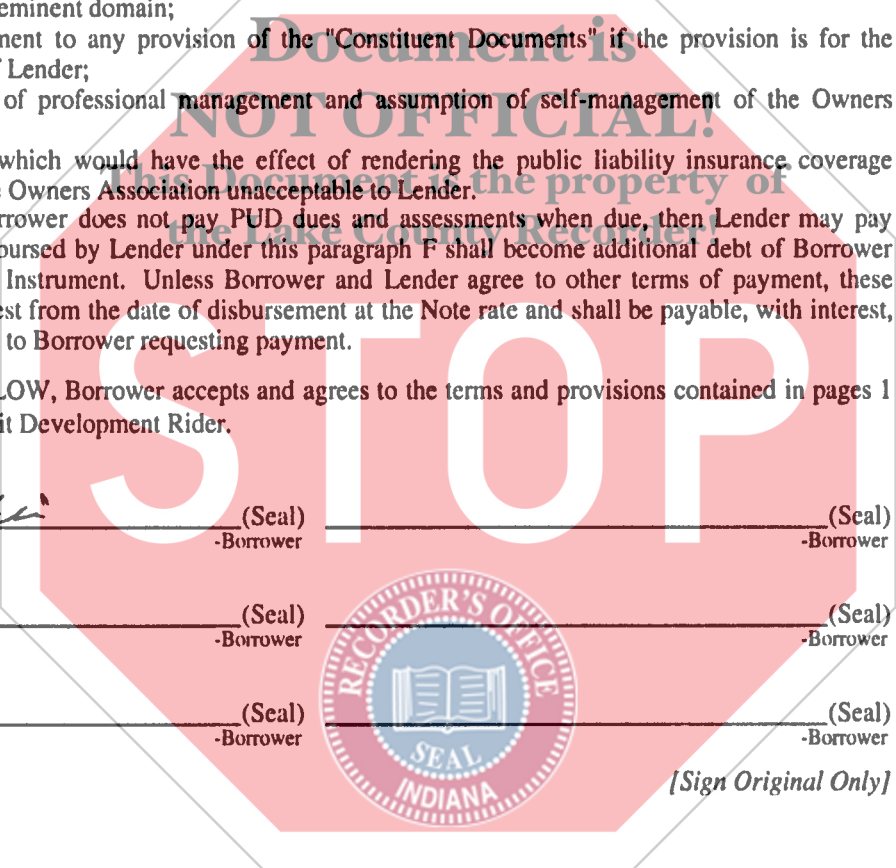 eminent domain;
Document is
ment to any provision of the "Constituent Documents" if the provision is for the
Lender;
NOT OFFICIAL!
of professional management and assumption of self-management of the Owners
which would have the effect of rendering the public liability insurance coverage
This Document is the property of
Owners Association unacceptable to Lender.
rrower does not pay PUD dues and assessments when due, then Lender may pay
the Lake County Recorder!
bursed by Lender under this paragraph F shall become additional debt of Borrower
Instrument. Unless Borrower and Lender agree to other terms of payment, these
est from the date of disbursement at the Note rate and shall be payable, with interest,
to Borrower requesting payment.
STOP
LOW, Borrower accepts and agrees to the terms and provisions contained in pages 1
it Development Rider.
(Seal) (Seal)
-Borrower -Borrower
(Seal) (Seal)
-Borrower -Borrower
RECORDER'S OFFICE
(Seal) (Seal)
-Borrower -Borrower
SEAL
INDIANA
[Sign Original Only]